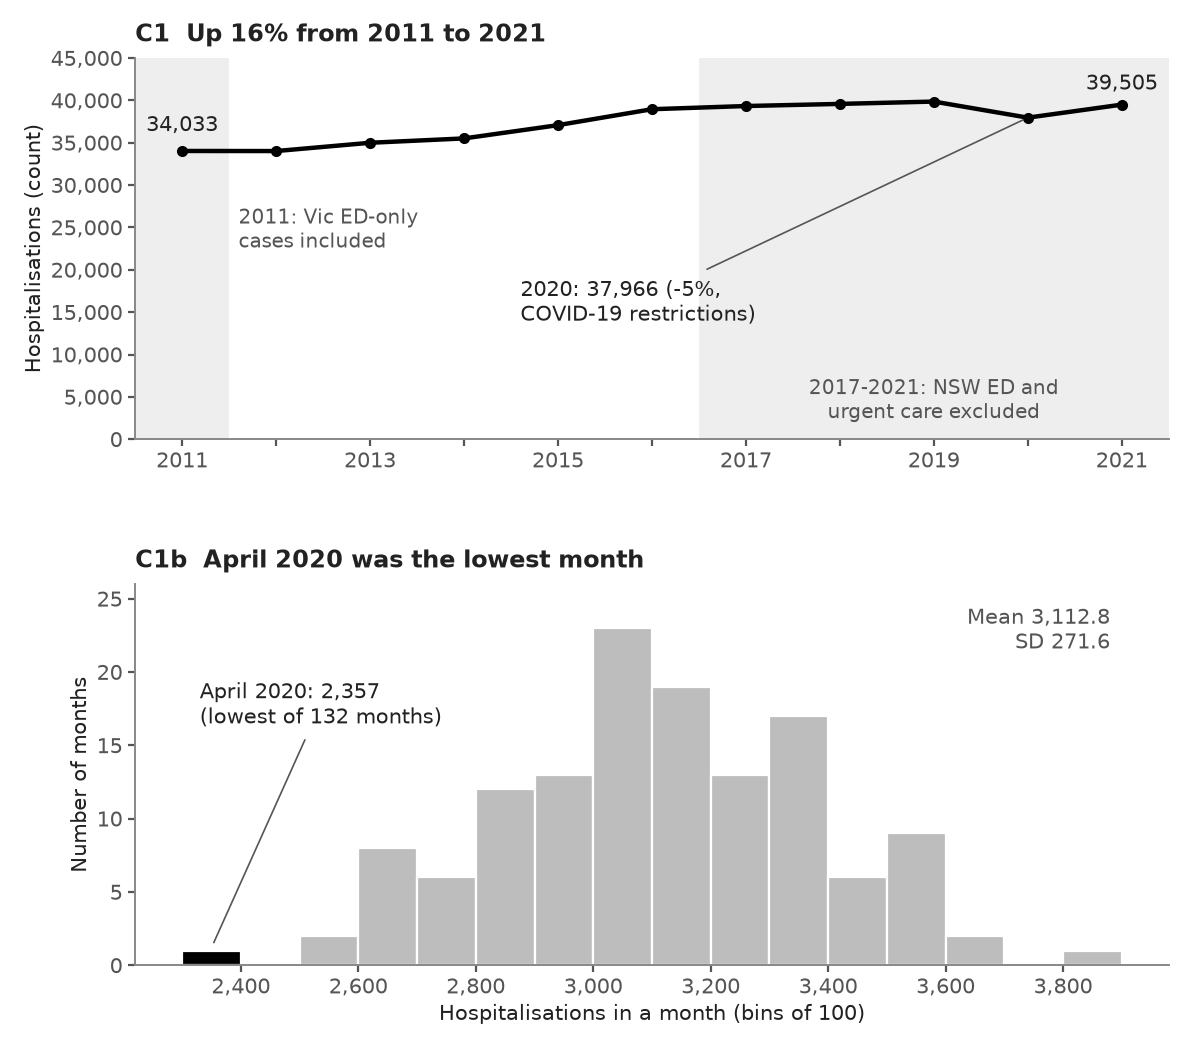 C1  Up 16% from 2011 to 2021
45,000
40,000
35,000
30,000
25,000
20,000
15,000
10,000
5,000
0
Hospitalisations (count)
34,033
39,505
2011: Vic ED-only
cases included
2020: 37,966 (-5%,
COVID-19 restrictions)
2017-2021: NSW ED and
urgent care excluded
2011
2013
2015
2017
2019
2021
C1b  April 2020 was the lowest month
25
20
15
10
5
0
Number of months
Mean 3,112.8
SD 271.6
April 2020: 2,357
(lowest of 132 months)
2,400
2,600
2,800
3,000
3,200
3,400
3,600
3,800
Hospitalisations in a month (bins of 100)